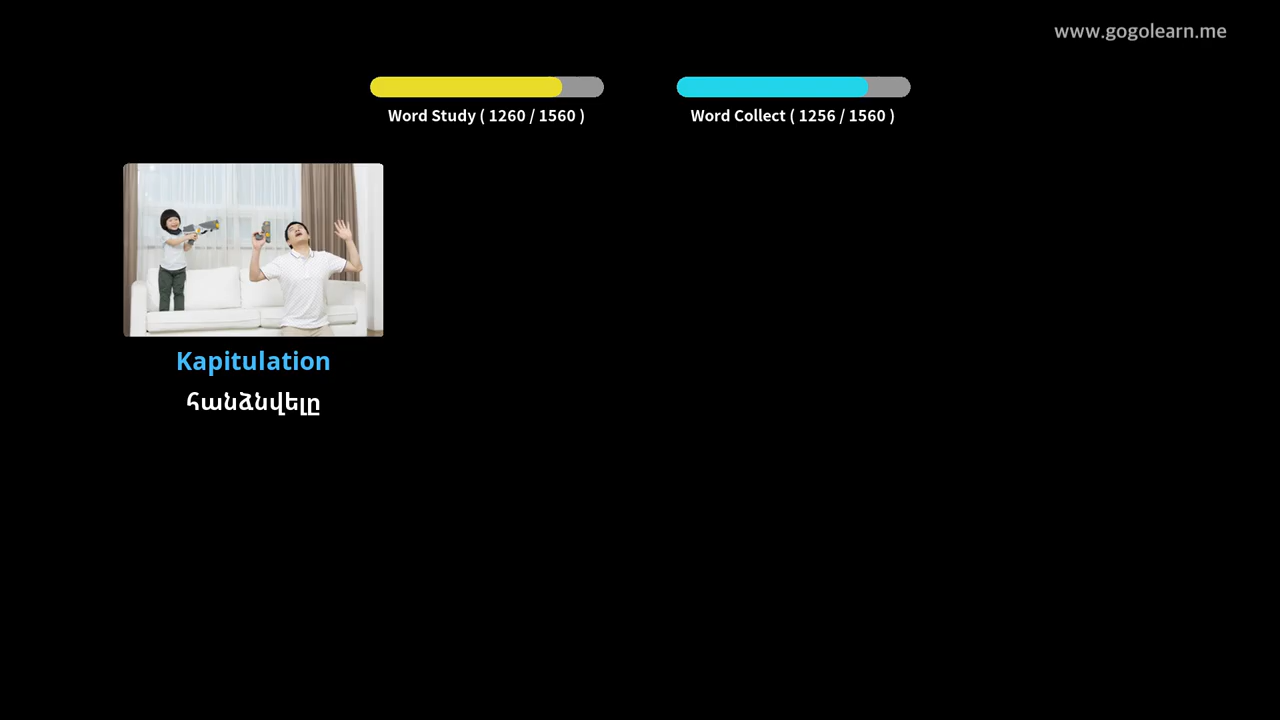 www.gogolearn.me
Word Study ( 1260 / 1560 )
Word Collect ( 1256 / 1560 )
Kapitulation
հանձնվելը